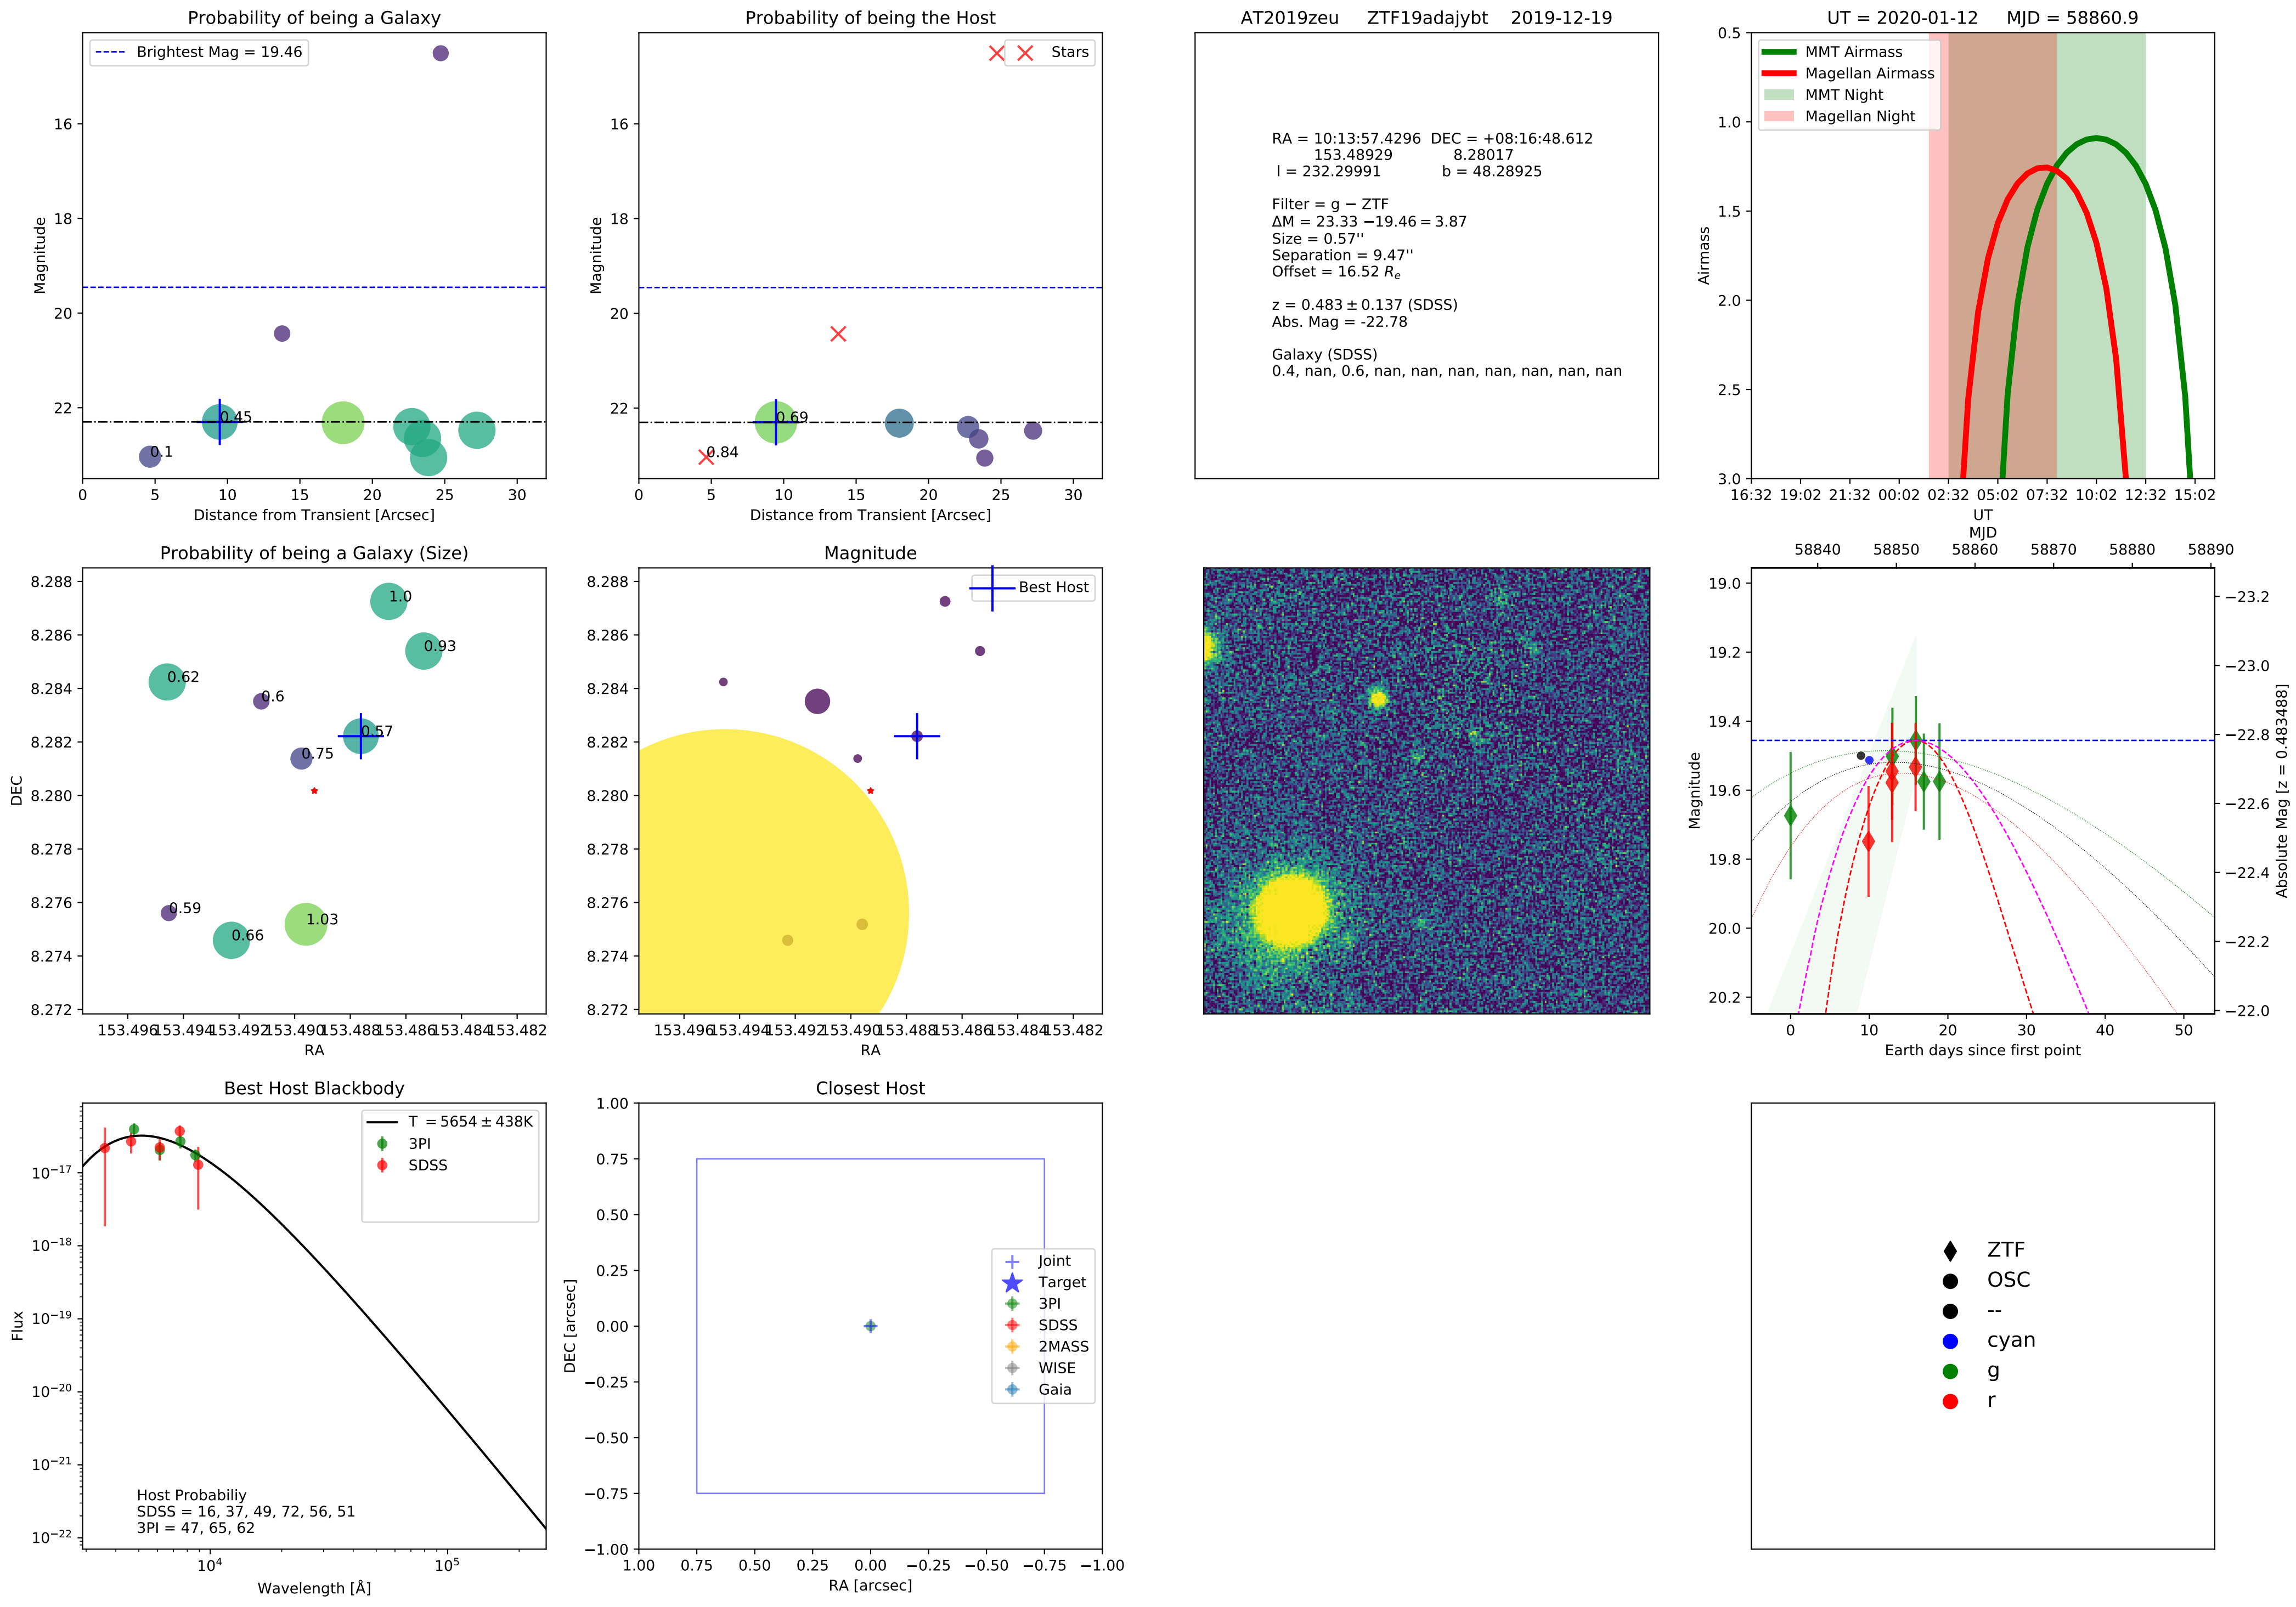 Probability of being a Galaxy
Brightest Mag = 19.46
0.45
0.1
16
18
20
22
Magnitude
0 5 10 15 20 25 30
Distance from Transient [Arcsec]
Probability of being the Host
Stars
0.69
0.84
16
18
20
22
Magnitude
0 5 10 15 20 25 30
Distance from Transient [Arcsec]
AT2019zeu ZTF19adajybt 2019-12-19
RA = 10:13:57.4296 DEC = +08:16:48.612
153.48929 8.28017
l = 232.29991 b = 48.28925
Filter = g − ZTF
ΔM = 23.33 −19.46 = 3.87
Size = 0.57''
Separation = 9.47''
Offset = 16.52 Re
z = 0.483 ± 0.137 (SDSS)
Abs. Mag = -22.78
Galaxy (SDSS)
0.4, nan, 0.6, nan, nan, nan, nan, nan, nan, nan
UT = 2020-01-12 MJD = 58860.9
MMT Airmass
Magellan Airmass
MMT Night
Magellan Night
0.5
1.0
1.5
2.0
2.5
3.0
Airmass
16:32 19:02 21:32 00:02 02:32 05:02 07:32 10:02 12:32 15:02
UT
Probability of being a Galaxy (Size)
1.0
0.93
0.62
0.6
0.57
0.75
0.59
0.66
1.03
8.288
8.286
8.284
8.282
8.280
8.278
8.276
8.274
8.272
DEC
153.496 153.494 153.492 153.490 153.488 153.486 153.484 153.482
RA
Magnitude
Best Host
8.288
8.286
8.284
8.282
8.280
8.278
8.276
8.274
8.272
153.496 153.494 153.492 153.490 153.488 153.486 153.484 153.482
RA
MJD
58840 58850 58860 58870 58880 58890
19.0
19.2
19.4
19.6
19.8
20.0
20.2
Magnitude
−23.2
−23.0
−22.8
−22.6
−22.4
−22.2
−22.0
Absolute Mag [z = 0.483488]
0 10 20 30 40 50
Earth days since first point
Best Host Blackbody
T = 5654 ± 438K
3PI
SDSS
10−17
10−18
10−19
10−20
10−21
10−22
Flux
Host Probabiliy
SDSS = 16, 37, 49, 72, 56, 51
3PI = 47, 65, 62
104 105
Wavelength [Å]
Closest Host
Joint
Target
3PI
SDSS
2MASS
WISE
Gaia
1.00
0.75
0.50
0.25
0.00
−0.25
−0.50
−0.75
−1.00
DEC [arcsec]
1.00 0.75 0.50 0.25 0.00 −0.25 −0.50 −0.75 −1.00
RA [arcsec]
ZTF
OSC
--
cyan
g
r